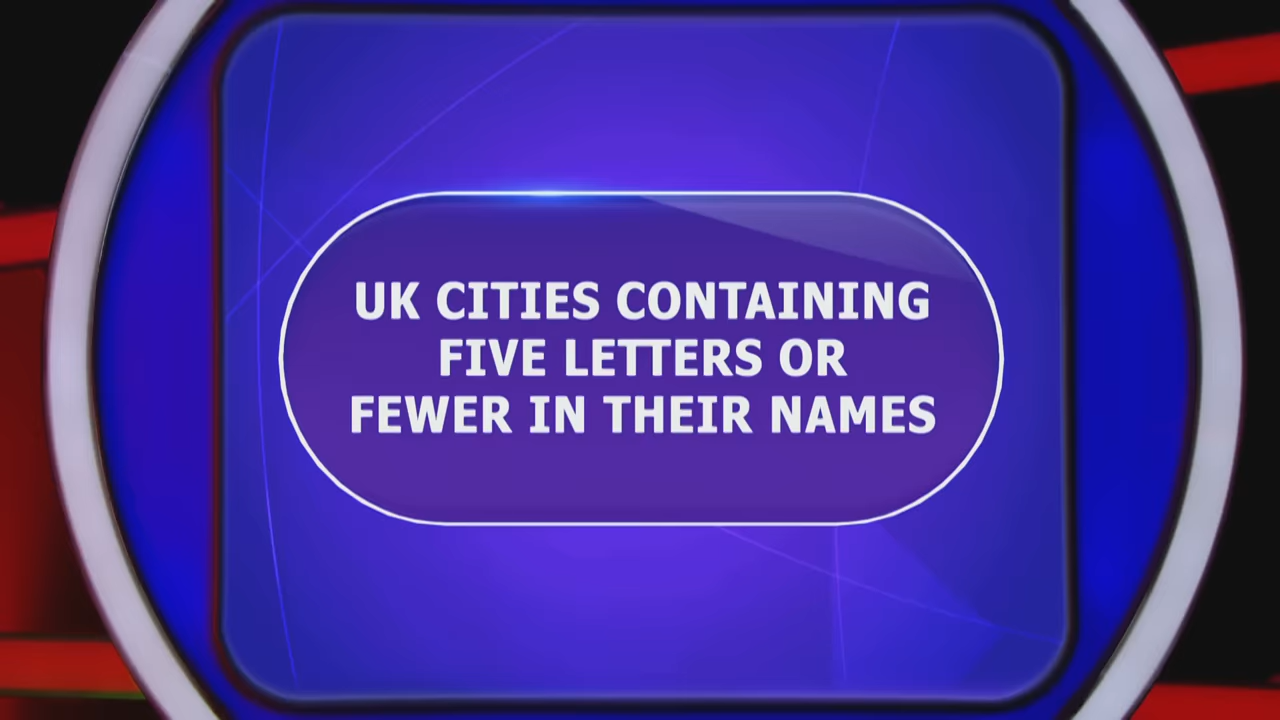 UK CITIES CONTAINING
FIVE LETTERS OR
FEWER IN THEIR NAMES